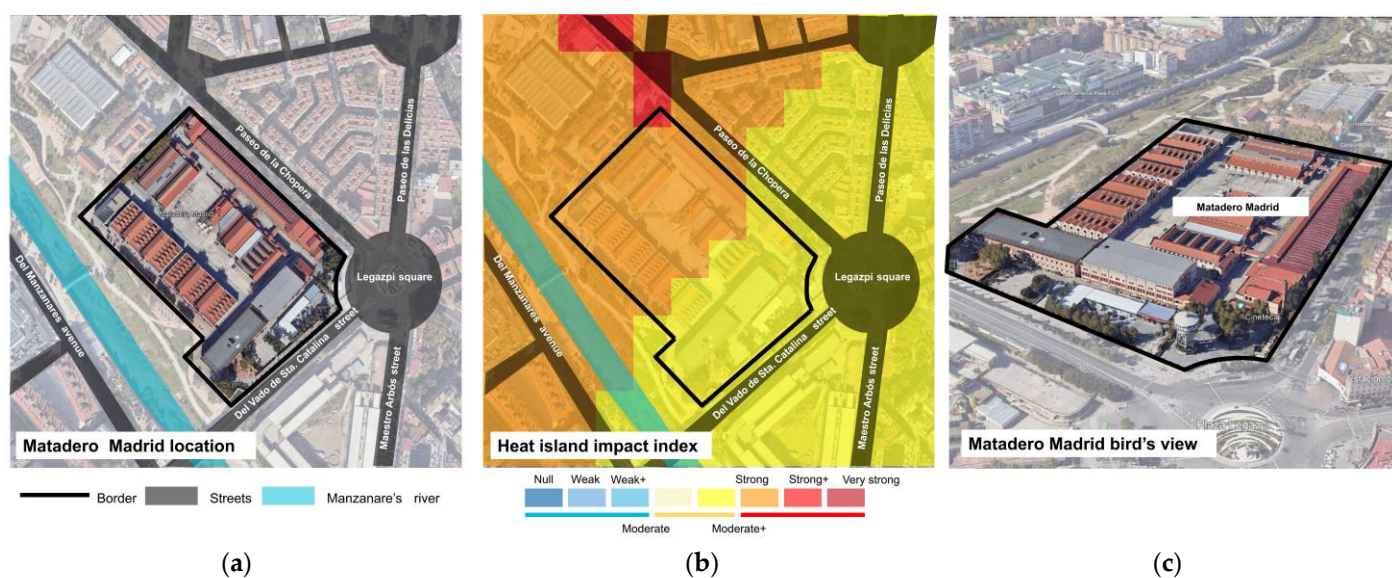 Paseo de la Chopera
Paseo de las Delicias
Matadero Madrid
Legazpi square
Del Manzanares avenue
Del Vado de Sta. Catalina street
Maestro Arbós street
Matadero Madrid location
Border
Streets
Manzanare's river
(a)
Paseo de la Chopera
Paseo de las Delicias
Legazpi square
Del Manzanares avenue
Del Vado de Sta. Catalina street
Maestro Arbós street
Heat island impact index
Null Weak Weak+ Strong Strong+ Very strong
Moderate Moderate+
(b)
Matadero Madrid
Cineteca
Plaza Legazpi
Matadero Madrid bird's view
(c)